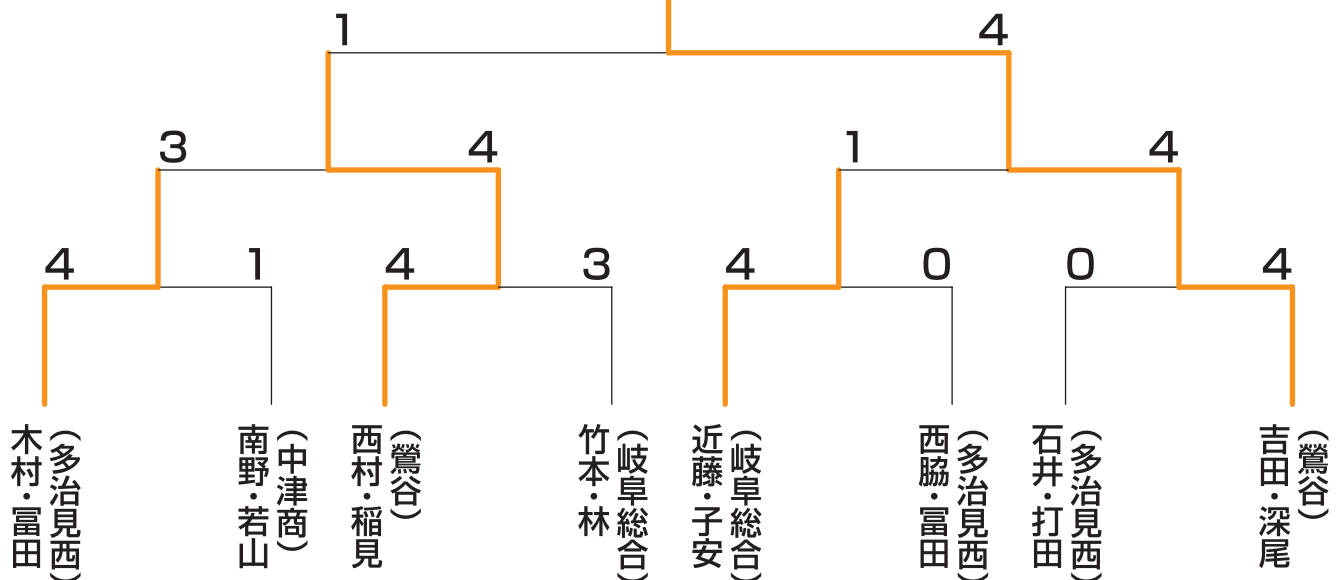 1
4
3
4
1
4
4
1
4
3
4
0
0
4
木村・冨田
(多治見西)
南野・若山
(中津商)
西村・稲見
(鶯谷)
竹本・林
(岐阜総合)
近藤・子安
(岐阜総合)
西脇・冨田
(多治見西)
石井・打田
(多治見西)
吉田・深尾
(鶯谷)